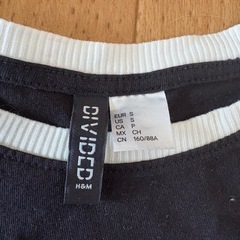 DIVIDED
H&M
EUR S
US S
CA P
MX CH
CN 160/88A